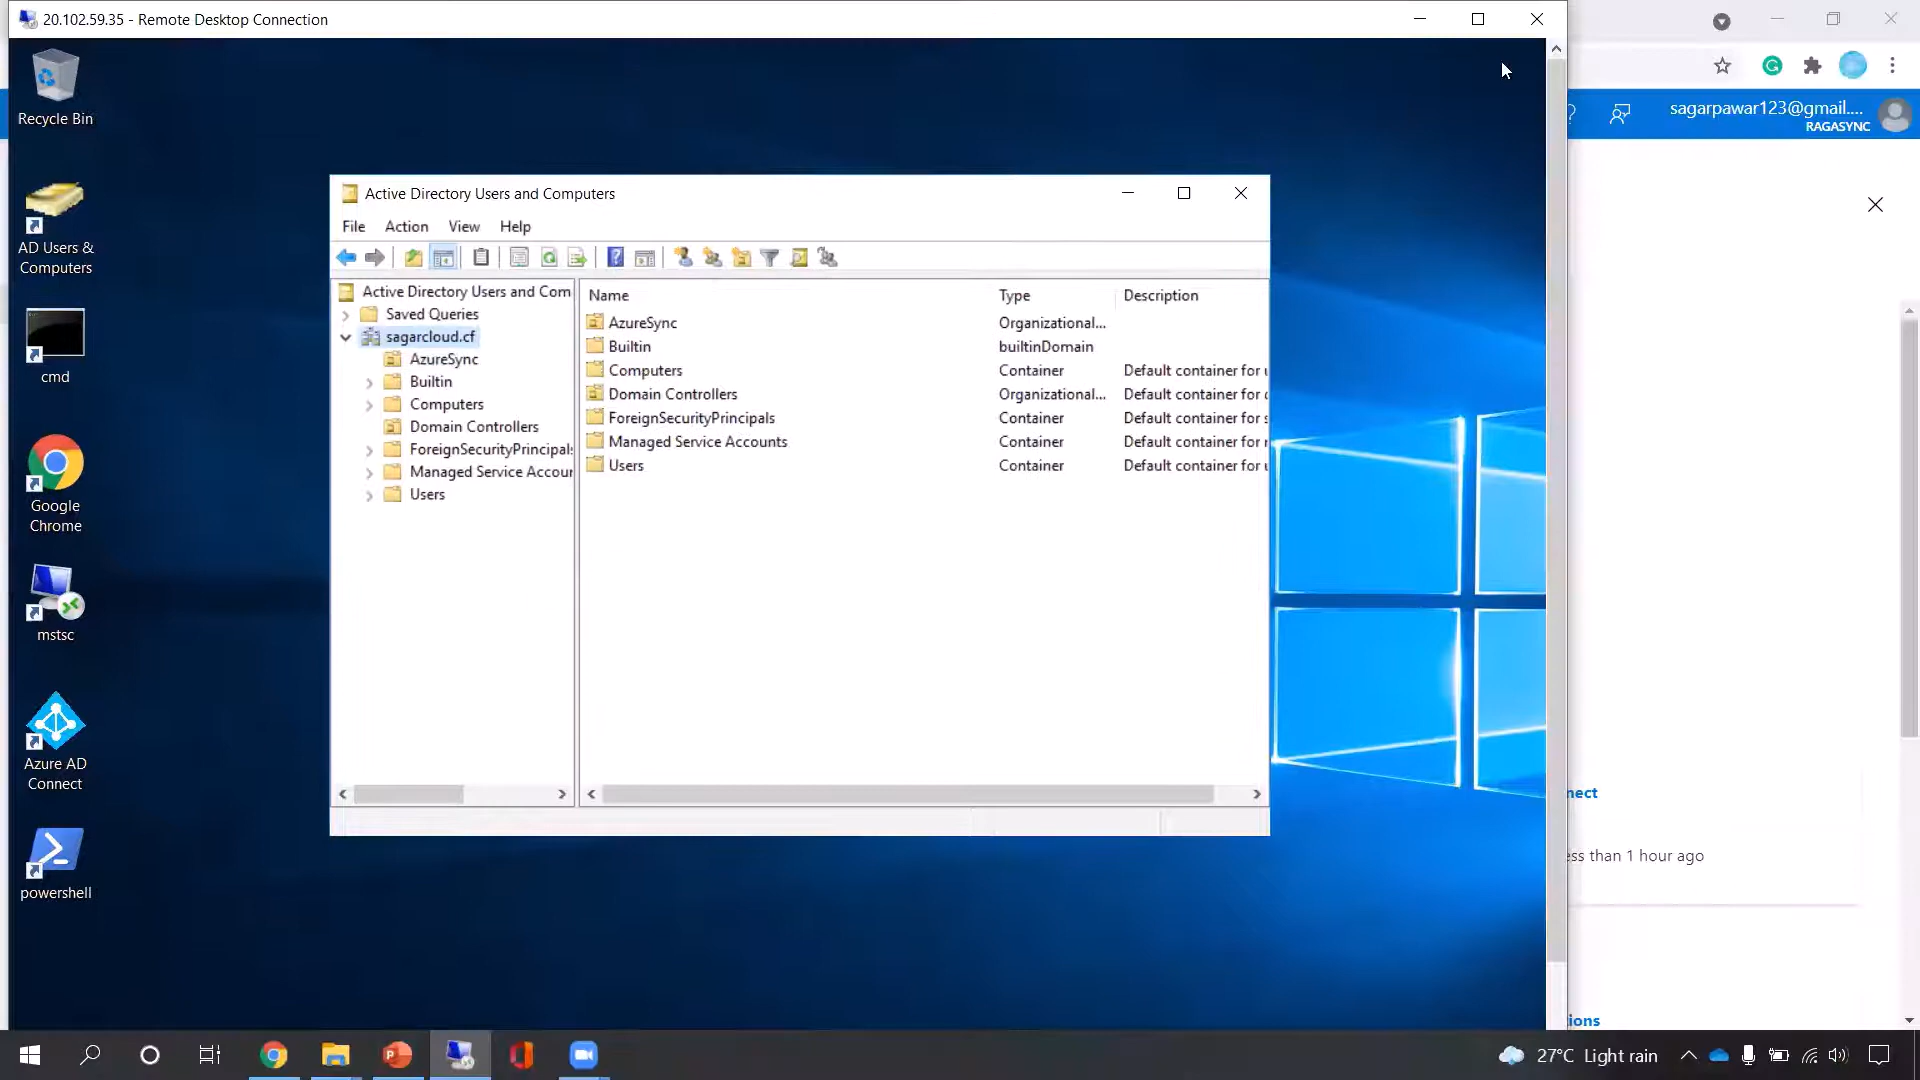 20.102.59.35 - Remote Desktop Connection
Recycle Bin
AD Users &
Computers
cmd
Google
Chrome
mstsc
Azure AD
Connect
powershell
Active Directory Users and Computers
File Action View Help
Active Directory Users and Com
Saved Queries
sagarcloud.cf
AzureSync
Builtin
Computers
Domain Controllers
ForeignSecurityPrincipals
Managed Service Accour
Users
Name Type Description
AzureSync Organizational...
Builtin builtinDomain
Computers Container Default container for u
Domain Controllers Organizational... Default container for d
ForeignSecurityPrincipals Container Default container for s
Managed Service Accounts Container Default container for r
Users Container Default container for u
sagarpawar123@gmail....
RAGASYNC
nect
ess than 1 hour ago
tions
27°C Light rain